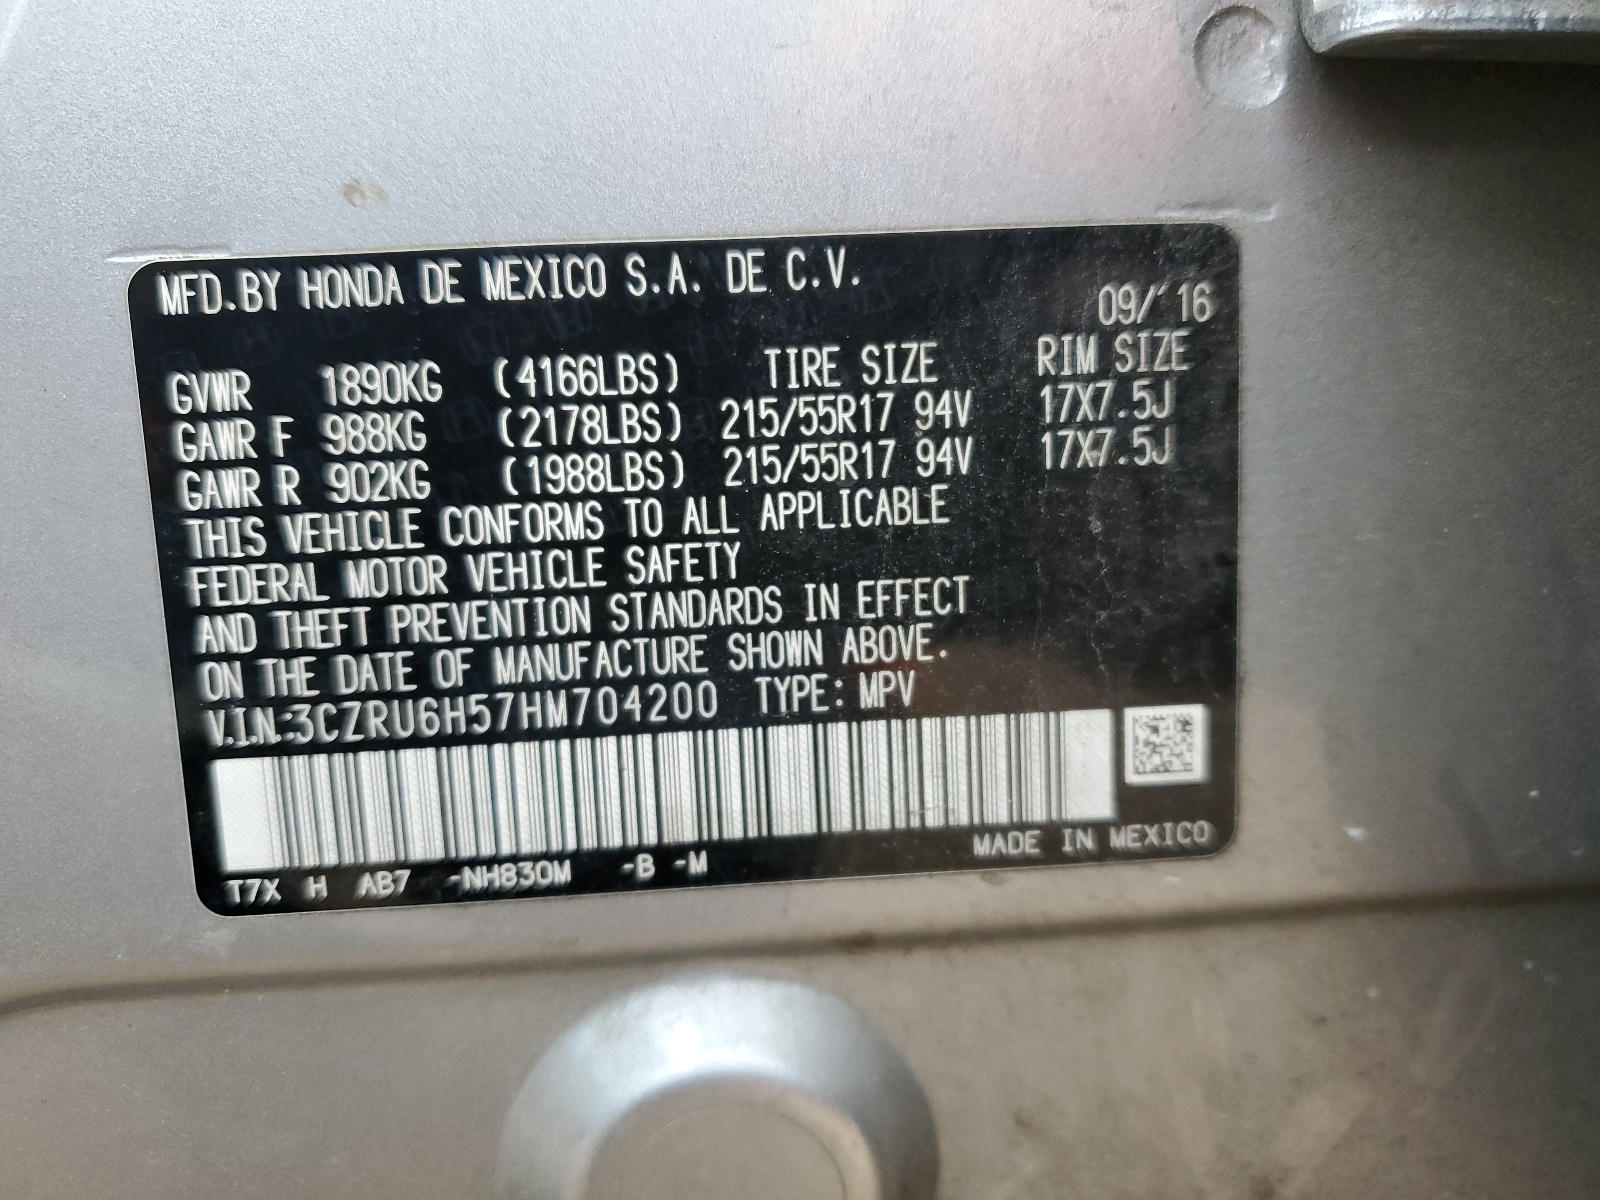 MFD.BY HONDA DE MEXICO S.A. DE C.V.
09/'16
GVWR 1890KG (4166LBS) TIRE SIZE RIM SIZE
GAWR F 988KG (2178LBS) 215/55R17 94V 17X7.5J
GAWR R 902KG (1988LBS) 215/55R17 94V 17X7.5J
THIS VEHICLE CONFORMS TO ALL APPLICABLE
FEDERAL MOTOR VEHICLE SAFETY
AND THEFT PREVENTION STANDARDS IN EFFECT
ON THE DATE OF MANUFACTURE SHOWN ABOVE.
V.I.N.:3CZRU6H57HM704200 TYPE: MPV
MADE IN MEXICO
T7X H AB7 -NH830M -B -M